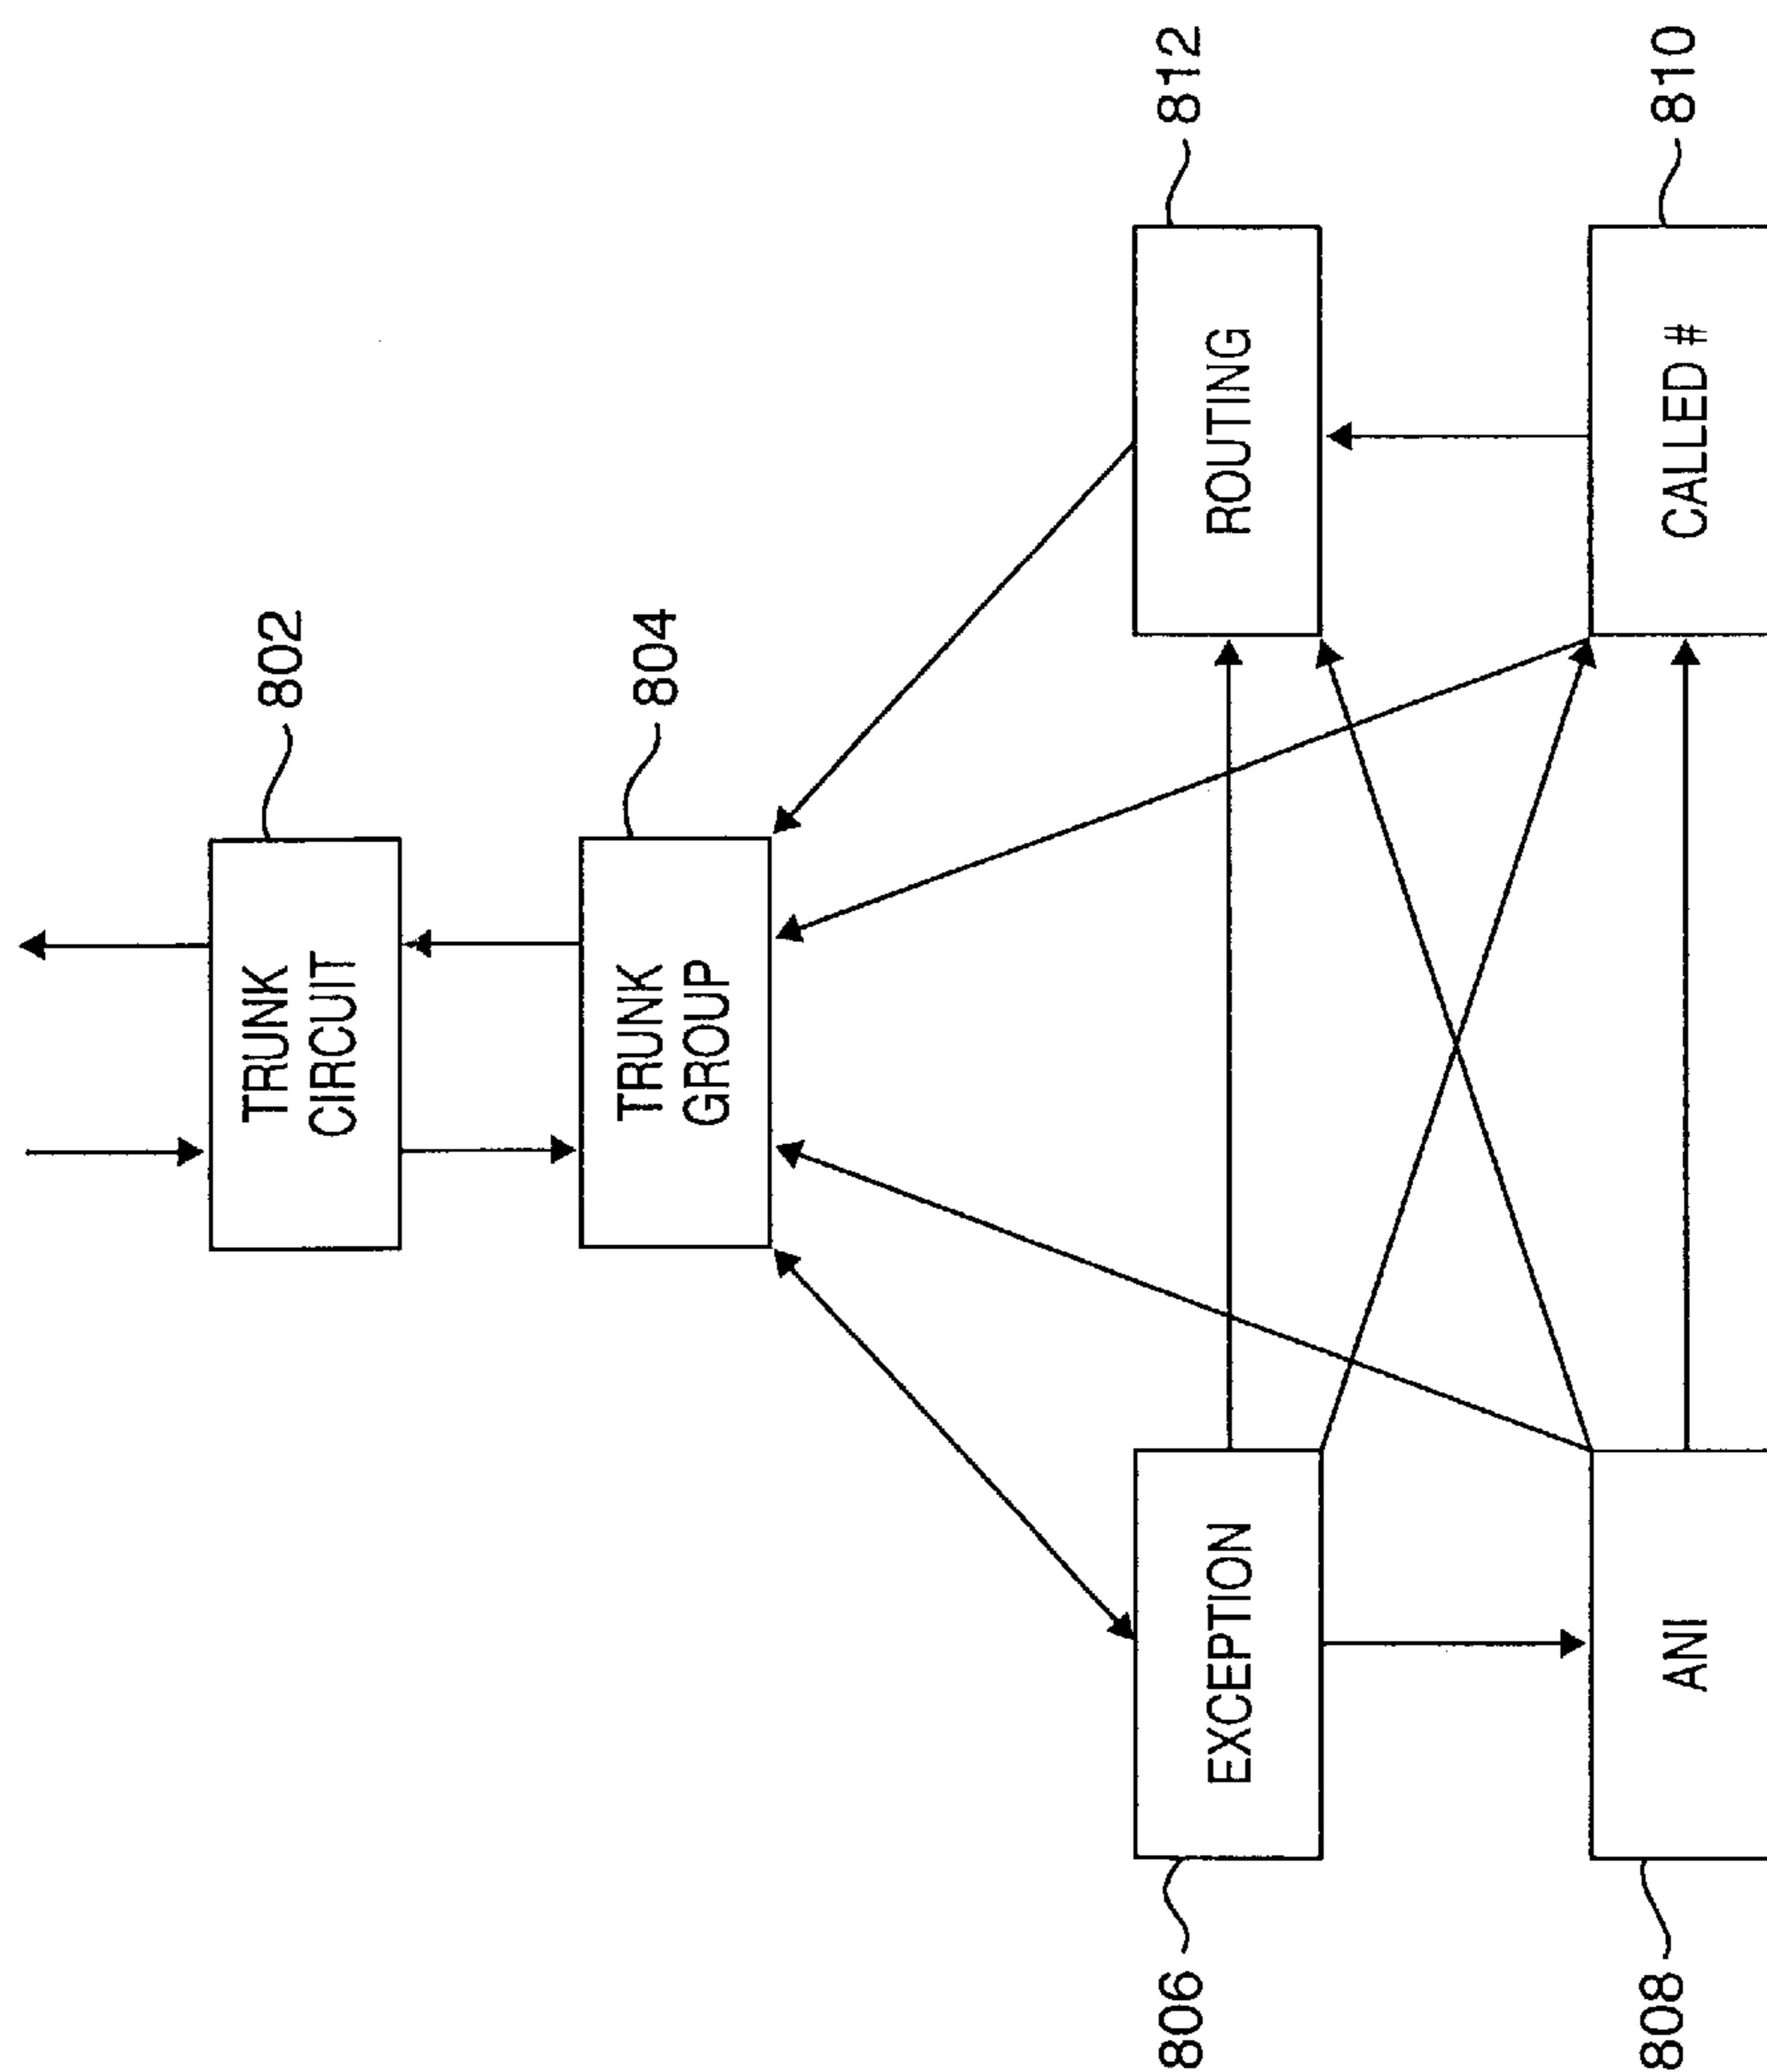 802
TRUNK
CIRCUIT
804
TRUNK
GROUP
806
EXCEPTION
812
ROUTING
808
ANI
810
CALLED #